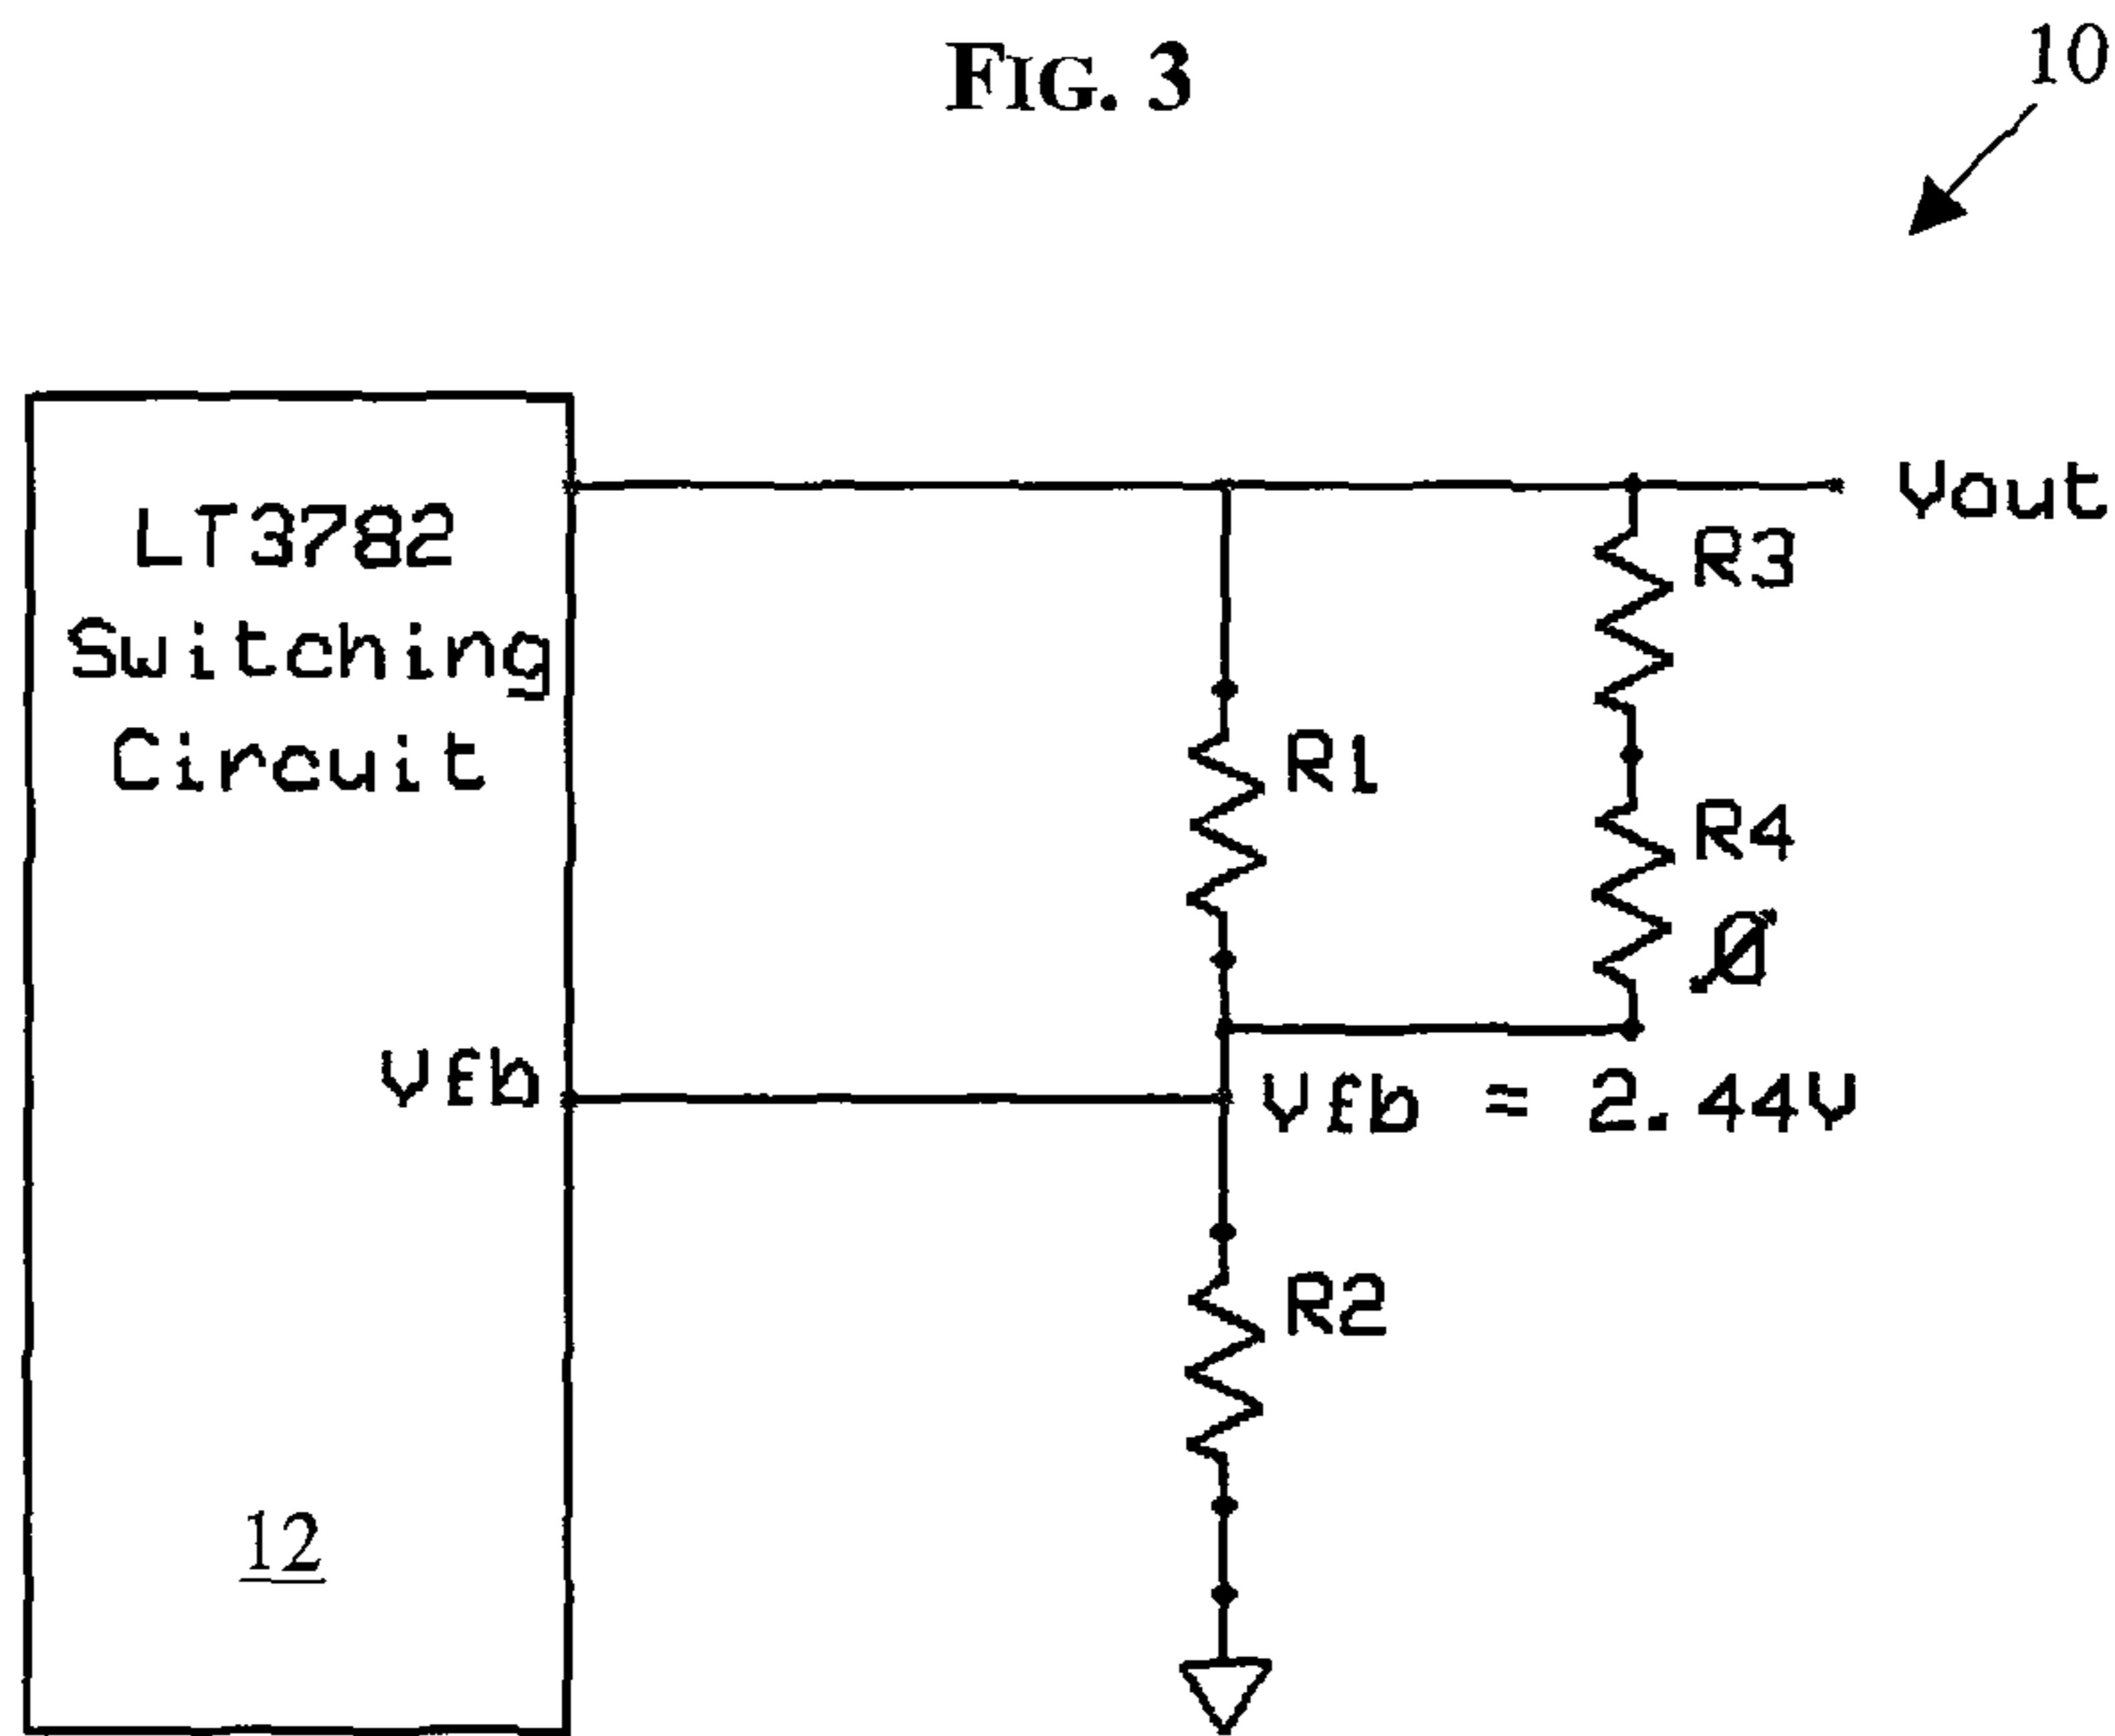 FIG. 3
10
LT3782
Switching
Circuit
Vout
R3
R1
R4
Ø
Vfb
Vfb = 2.44V
R2
12